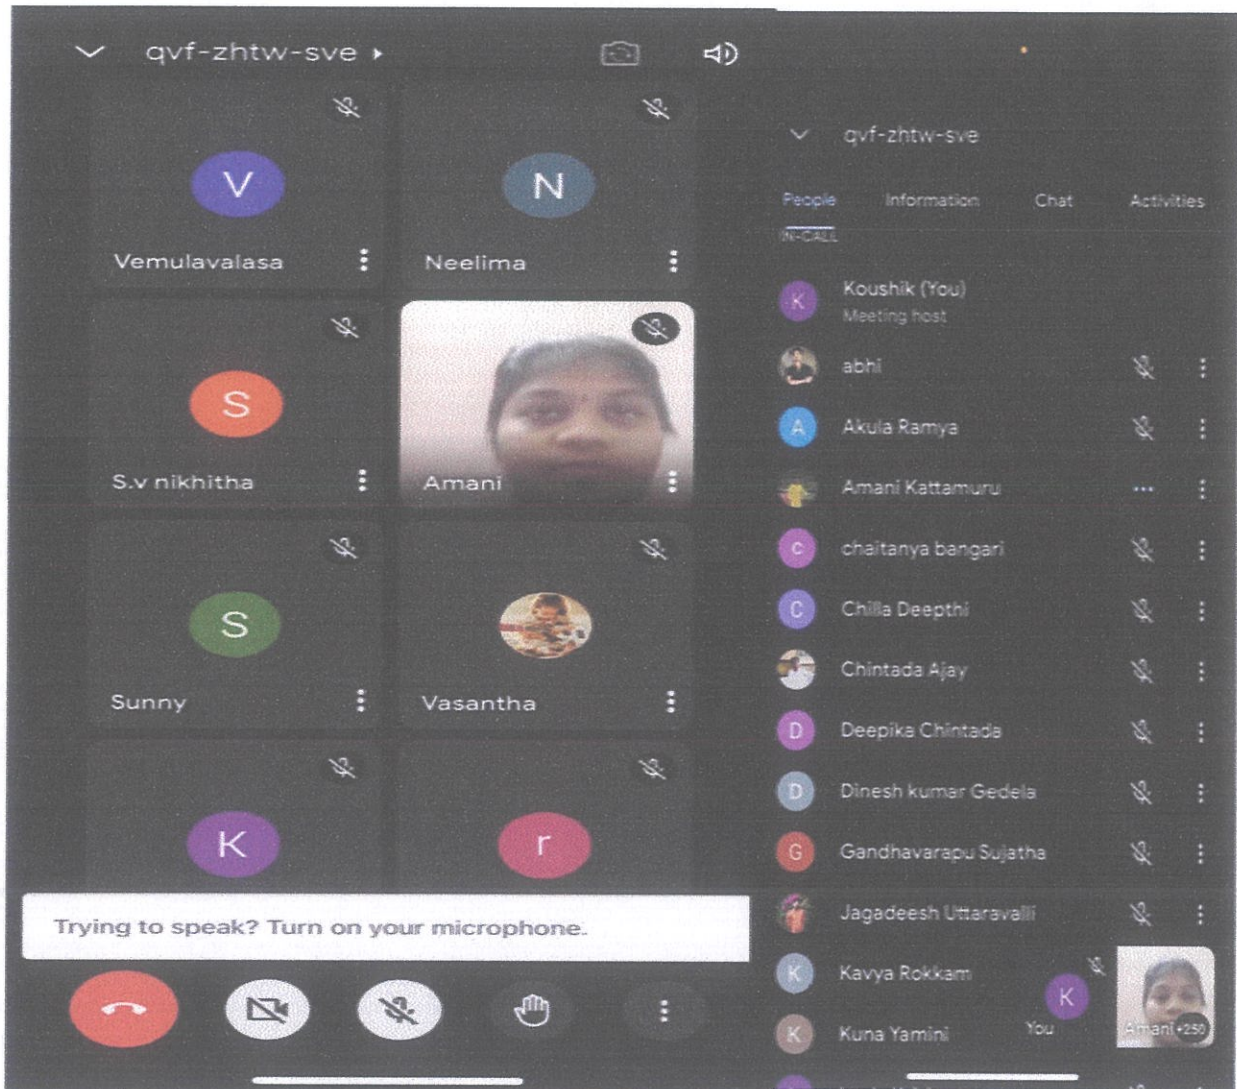 qvf-zhtw-sve
V
Vemulavalasa
N
Neelima
S
S.v nikhitha
Amani
S
Sunny
Vasantha
K
r
Trying to speak? Turn on your microphone.
qvf-zhtw-sve
People Information Chat Activities
IN-CALL
K
Koushik (You)
Meeting host
abhi
A Akula Ramya
Amani Kattamuru
c chaitanya bangari
C Chilla Deepthi
Chintada Ajay
D Deepika Chintada
D Dinesh kumar Gedela
G Gandhavarapu Sujatha
Jagadeesh Uttaravalli
K Kavya Rokkam
K Kuna Yamini
K
You
Amani +250